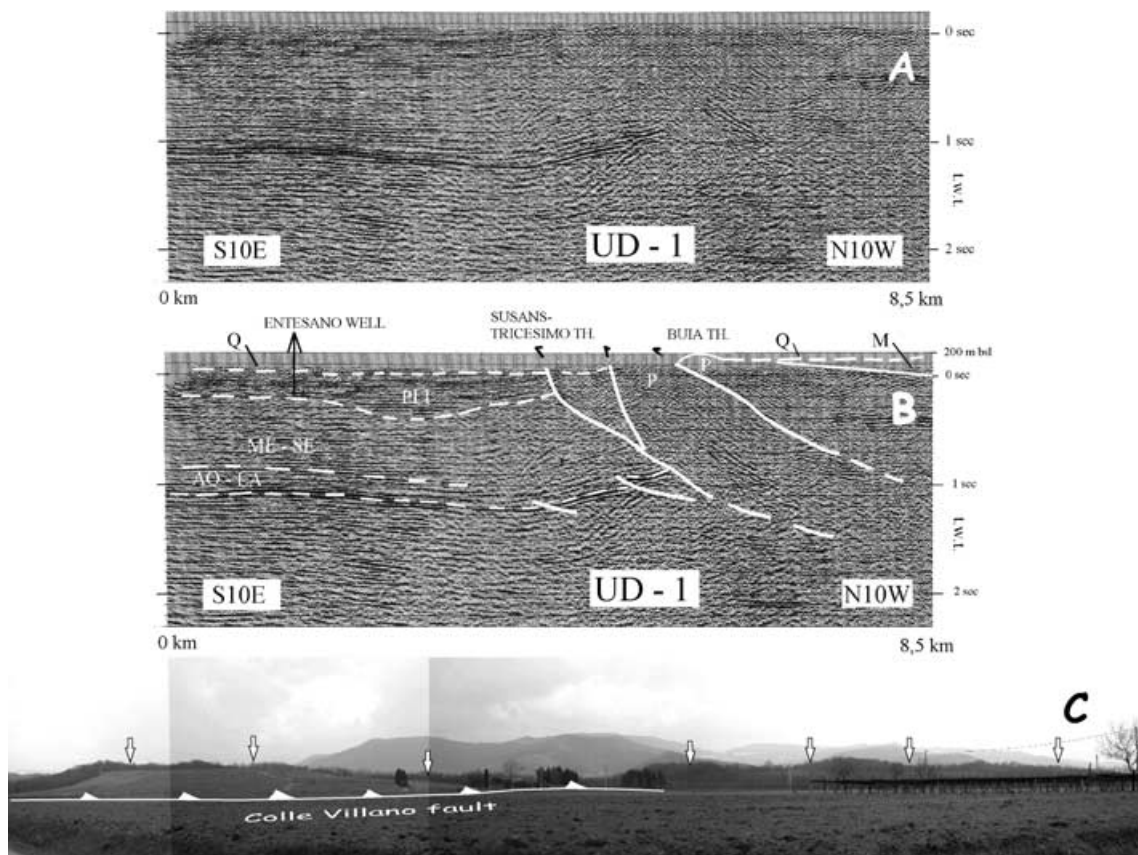 A
0 sec
1 sec
T.W.T.
2 sec
S10E
UD - 1
N10W
0 km
8,5 km
ENTESANO WELL
SUSANS-
TRICESIMO TH.
BUIA TH.
Q
Q
M
200 m bsl
0 sec
P
P
B
PLI
ME - SE
AQ - LA
1 sec
T.W.T.
2 sec
S10E
UD - 1
N10W
0 km
8,5 km
C
Colle Villano fault